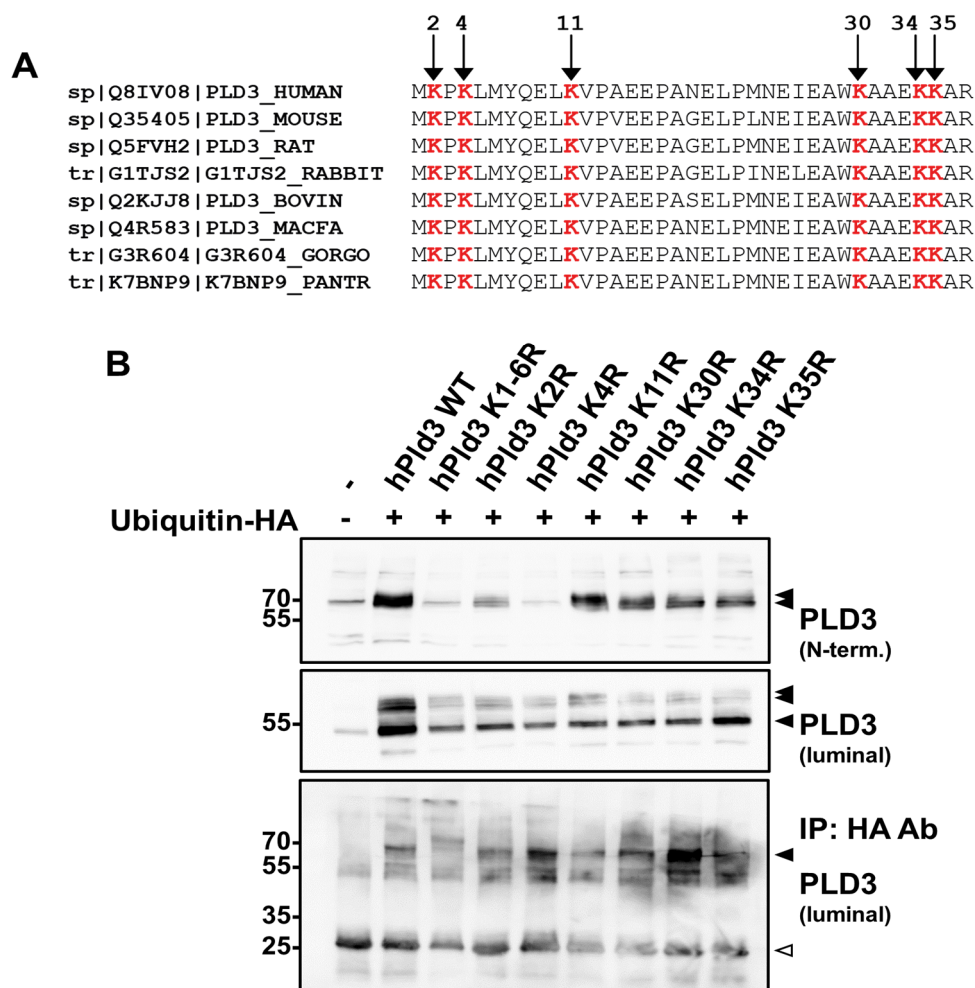 2 4 11 30 34 35
A
sp|Q8IV08|PLD3_HUMAN MKPKLMYQELKVPAEEPANELPMNEIEAWKAAEKKAR
sp|Q35405|PLD3_MOUSE MKPKLMYQELKVPVEEPAGELPLNEIEAWKAAEKKAR
sp|Q5FVH2|PLD3_RAT MKPKLMYQELKVPVEEPAGELPMNEIEAWKAAEKKAR
tr|G1TJS2|G1TJS2_RABBIT MKPKLMYQELKVPAEEPAGELPINELEAWKAAEKKAR
sp|Q2KJJ8|PLD3_BOVIN MKPKLMYQELKVPAEEPASELPMNEIEAWKAAEKKAR
sp|Q4R583|PLD3_MACFA MKPKLMYQELKVPAEEPANELPMNEIEAWKAAEKKAR
tr|G3R604|G3R604_GORGO MKPKLMYQELKVPAEEPANELPMNEIEAWKAAEKKAR
tr|K7BNP9|K7BNP9_PANTR MKPKLMYQELKVPAEEPANELPMNEIEAWKAAEKKAR
B
- hPld3 WT hPld3 K1-6R hPld3 K2R hPld3 K4R hPld3 K11R hPld3 K30R hPld3 K34R hPld3 K35R
Ubiquitin-HA - + + + + + + + +
70
55
PLD3
(N-term.)
55
PLD3
(luminal)
IP: HA Ab
70
55
PLD3
(luminal)
35
25